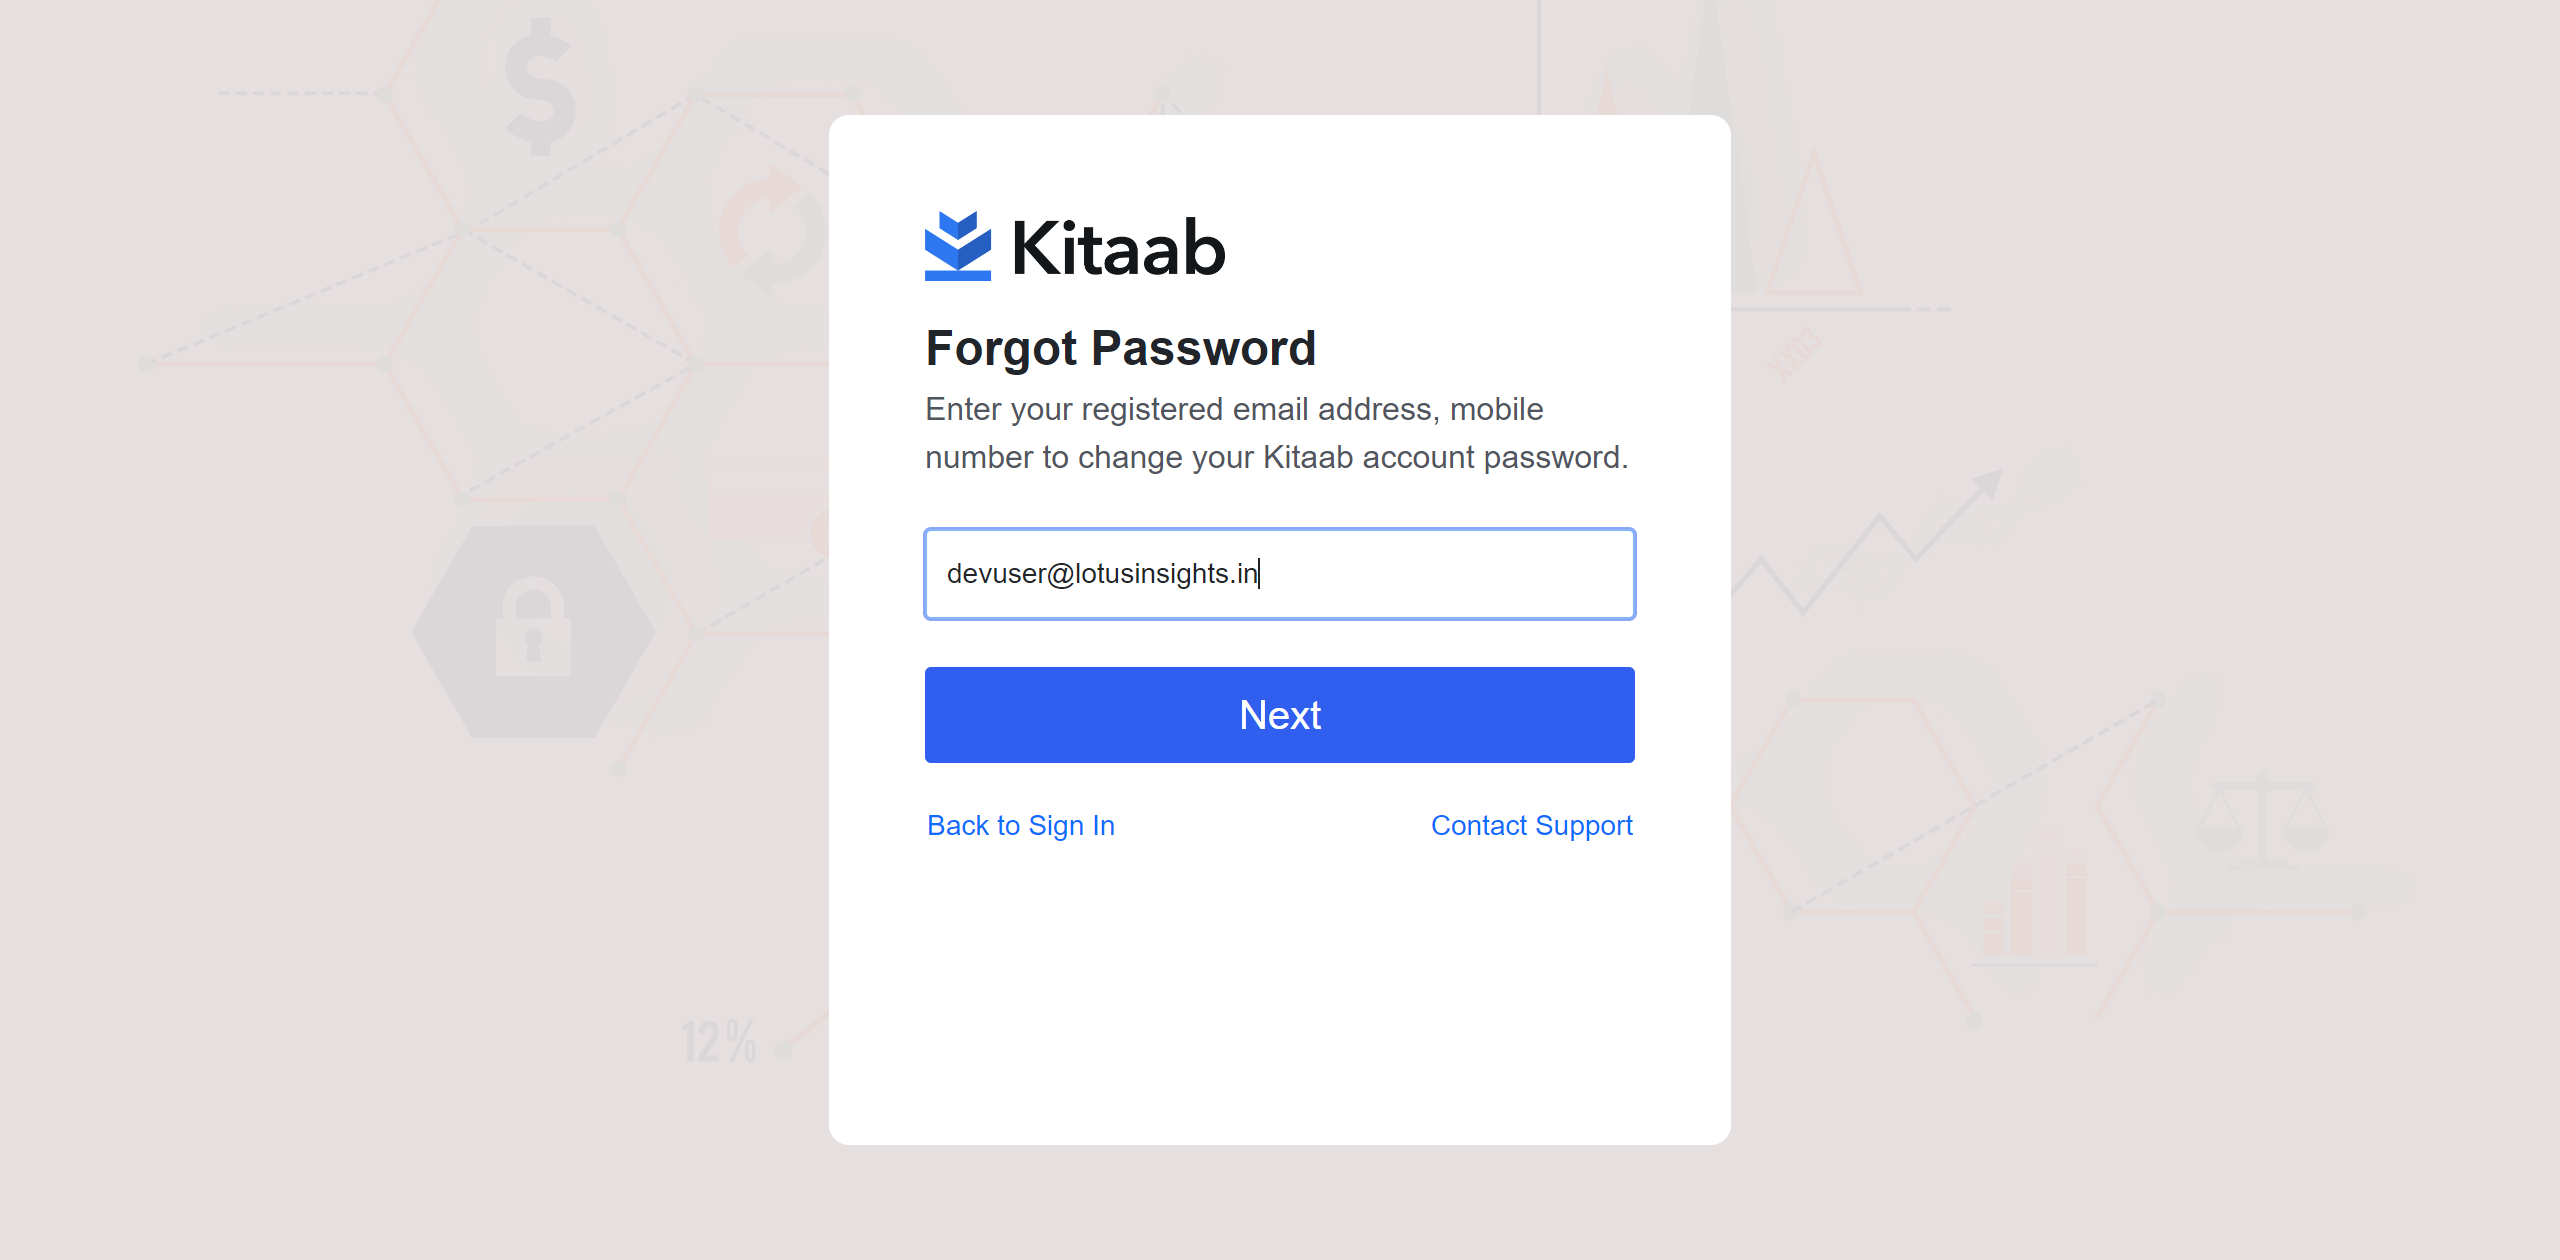 Kitaab
Forgot Password
Enter your registered email address, mobile
number to change your Kitaab account password.
devuser@lotusinsights.in
Next
Back to Sign In
Contact Support
12%